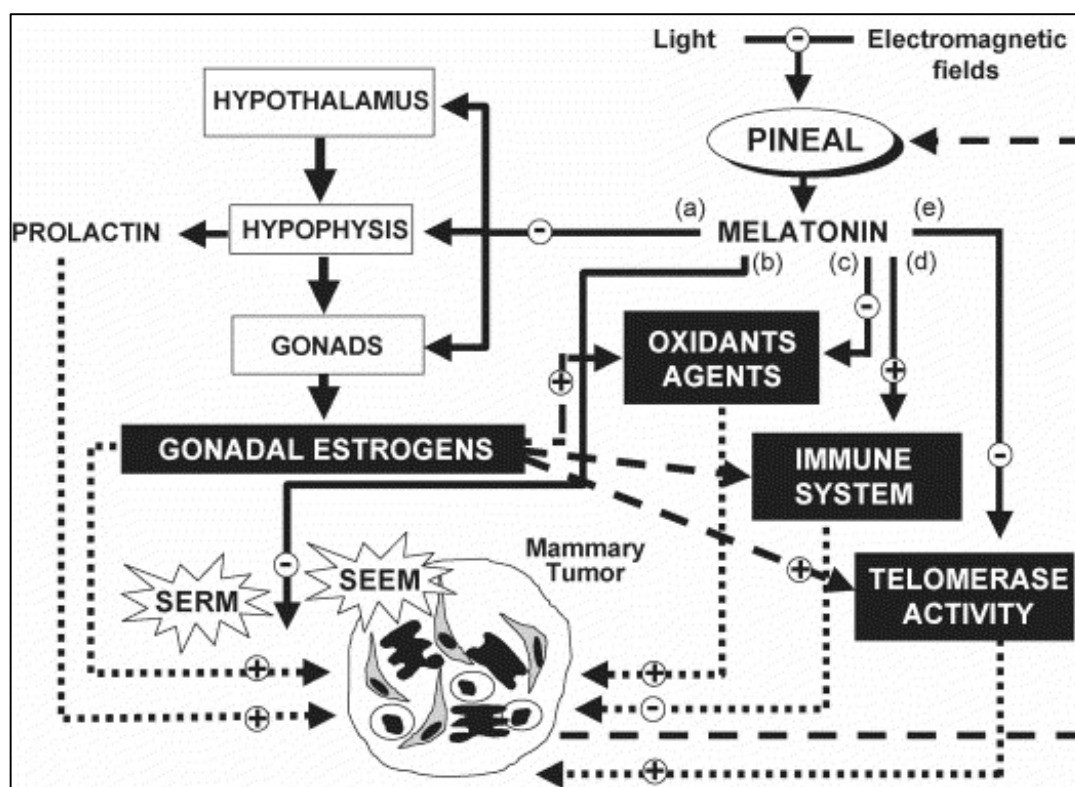 Light
-
Electromagnetic
fields
HYPOTHALAMUS
PINEAL
(a)
(e)
PROLACTIN
HYPOPHYSIS
-
MELATONIN
(b)
(c)
(d)
-
GONADS
OXIDANTS
AGENTS
+
+
GONADAL ESTROGENS
IMMUNE
SYSTEM
-
-
Mammary
Tumor
SERM
SEEM
+
TELOMERASE
ACTIVITY
+
+
+
-
+